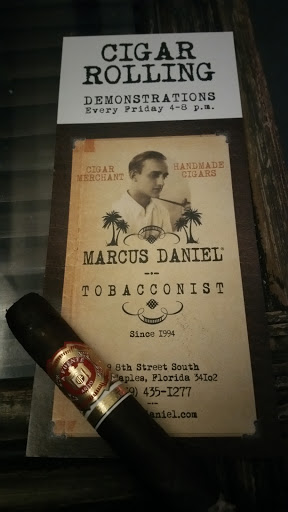 CIGAR
ROLLING
DEMONSTRATIONS
Every Friday 4-8 p.m.
CIGAR MERCHANT
HANDMADE CIGARS
MARCUS DANIEL
TOBACCONIST
Since 1994
8th Street South
Florida 34102
435-1277